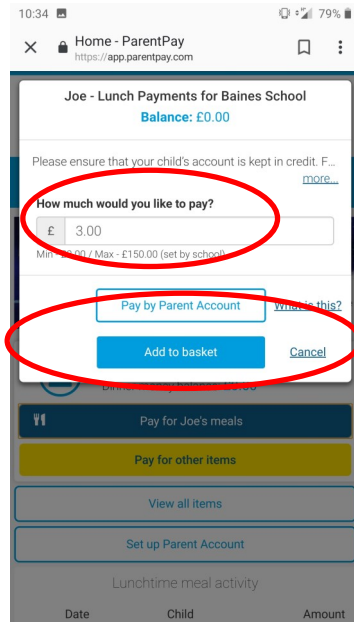 10:34 79%
Home - ParentPay
https://app.parentpay.com
Joe - Lunch Payments for Baines School
Balance: £0.00
Please ensure that your child's account is kept in credit. F...
more...
How much would you like to pay?
£ 3.00
Min - £3.00 / Max - £150.00 (set by school)
Pay by Parent Account What is this?
Add to basket Cancel
Pay for Joe's meals
Pay for other items
View all items
Set up Parent Account
Lunchtime meal activity
Date Child Amount